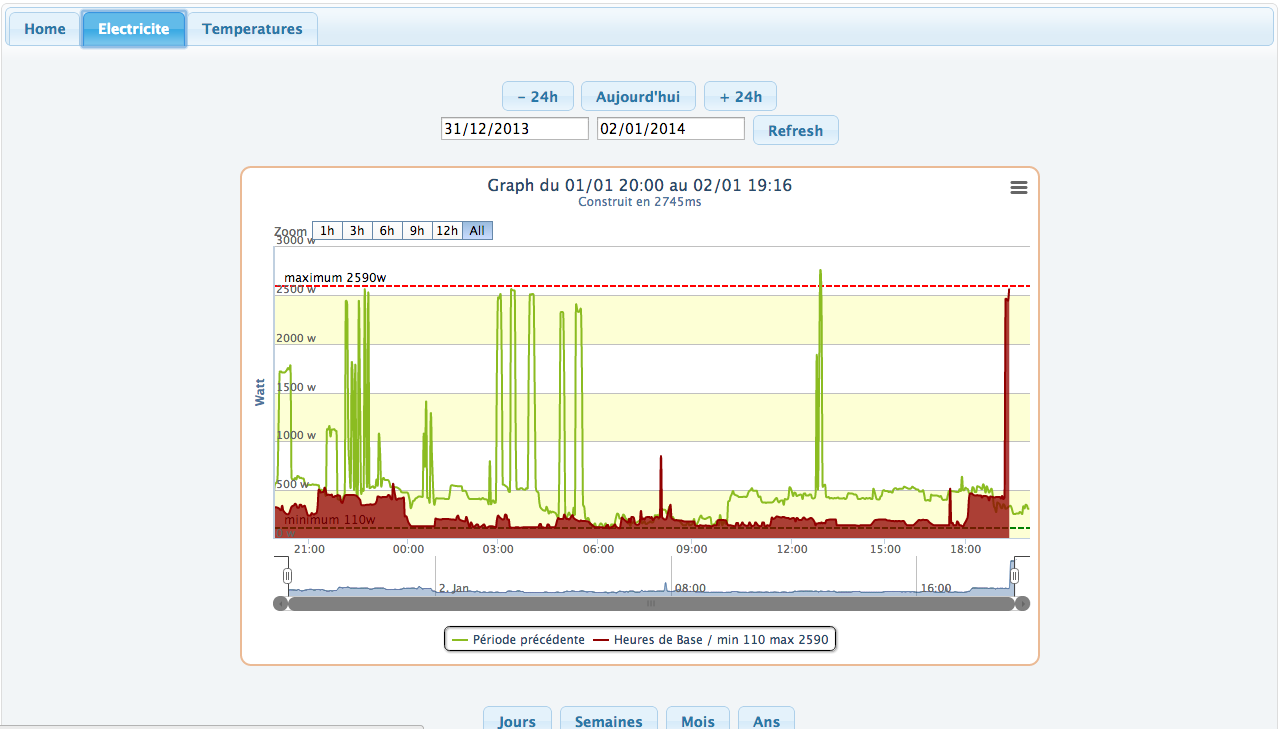 Home Electricite Temperatures
– 24h Aujourd'hui + 24h
31/12/2013 02/01/2014 Refresh
Graph du 01/01 20:00 au 02/01 19:16
Construit en 2745ms
Zoom 1h 3h 6h 9h 12h All
3000 w
maximum 2590w
2500 w
2000 w
1500 w
1000 w
500 w
minimum 110w
Watt
21:00 00:00 03:00 06:00 09:00 12:00 15:00 18:00
2. Jan 08:00 16:00
Période précédente Heures de Base / min 110 max 2590
Jours Semaines Mois Ans